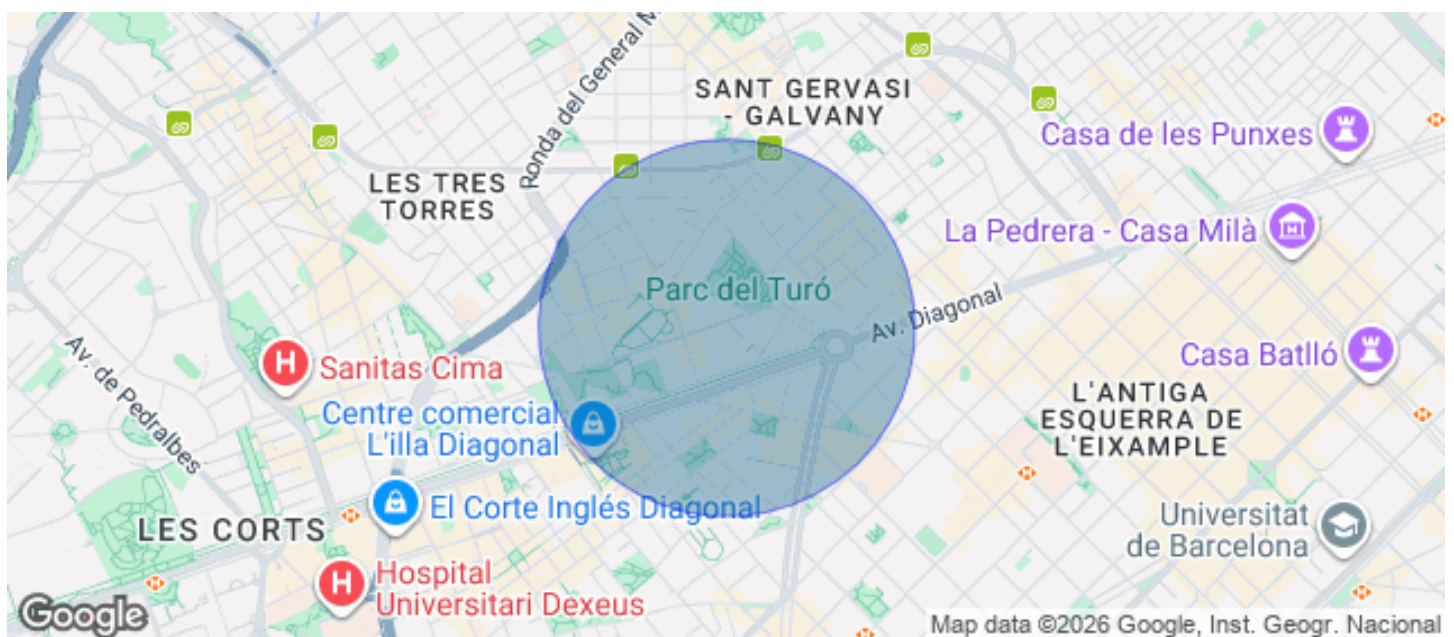 Ronda del General M
SANT GERVASI
- GALVANY
Casa de les Punxes
LES TRES
TORRES
La Pedrera - Casa Milà
Parc del Turó
Av. Diagonal
Av. de Pedralbes
Sanitas Cima
Casa Batlló
Centre comercial
L'illa Diagonal
L'ANTIGA
ESQUERRA DE
L'EIXAMPLE
El Corte Inglés Diagonal
LES CORTS
Universitat
de Barcelona
H
Hospital
Universitari Dexeus
H
Google
Map data ©2026 Google, Inst. Geogr. Nacional